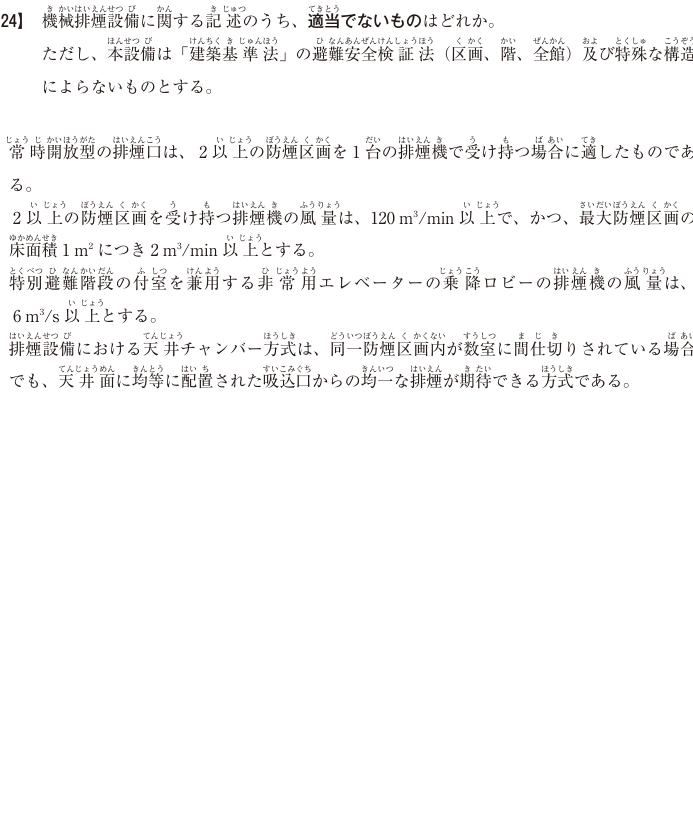 24】 機械排煙設備に関する記述のうち、適当でないものはどれか。
ただし、本設備は「建築基準法」の避難安全検証法（区画、階、全館）及び特殊な構造
によらないものとする。
常時開放型の排煙口は、２以上の防煙区画を１台の排煙機で受け持つ場合に適したものであ
る。
２以上の防煙区画を受け持つ排煙機の風量は、120 m³/min 以上で、かつ、最大防煙区画の
床面積１m² につき２m³/min 以上とする。
特別避難階段の付室を兼用する非常用エレベーターの乗降ロビーの排煙機の風量は、
６m³/s 以上とする。
排煙設備における天井チャンバー方式は、同一防煙区画内が数室に間仕切りされている場合
でも、天井面に均等に配置された吸込口からの均一な排煙が期待できる方式である。